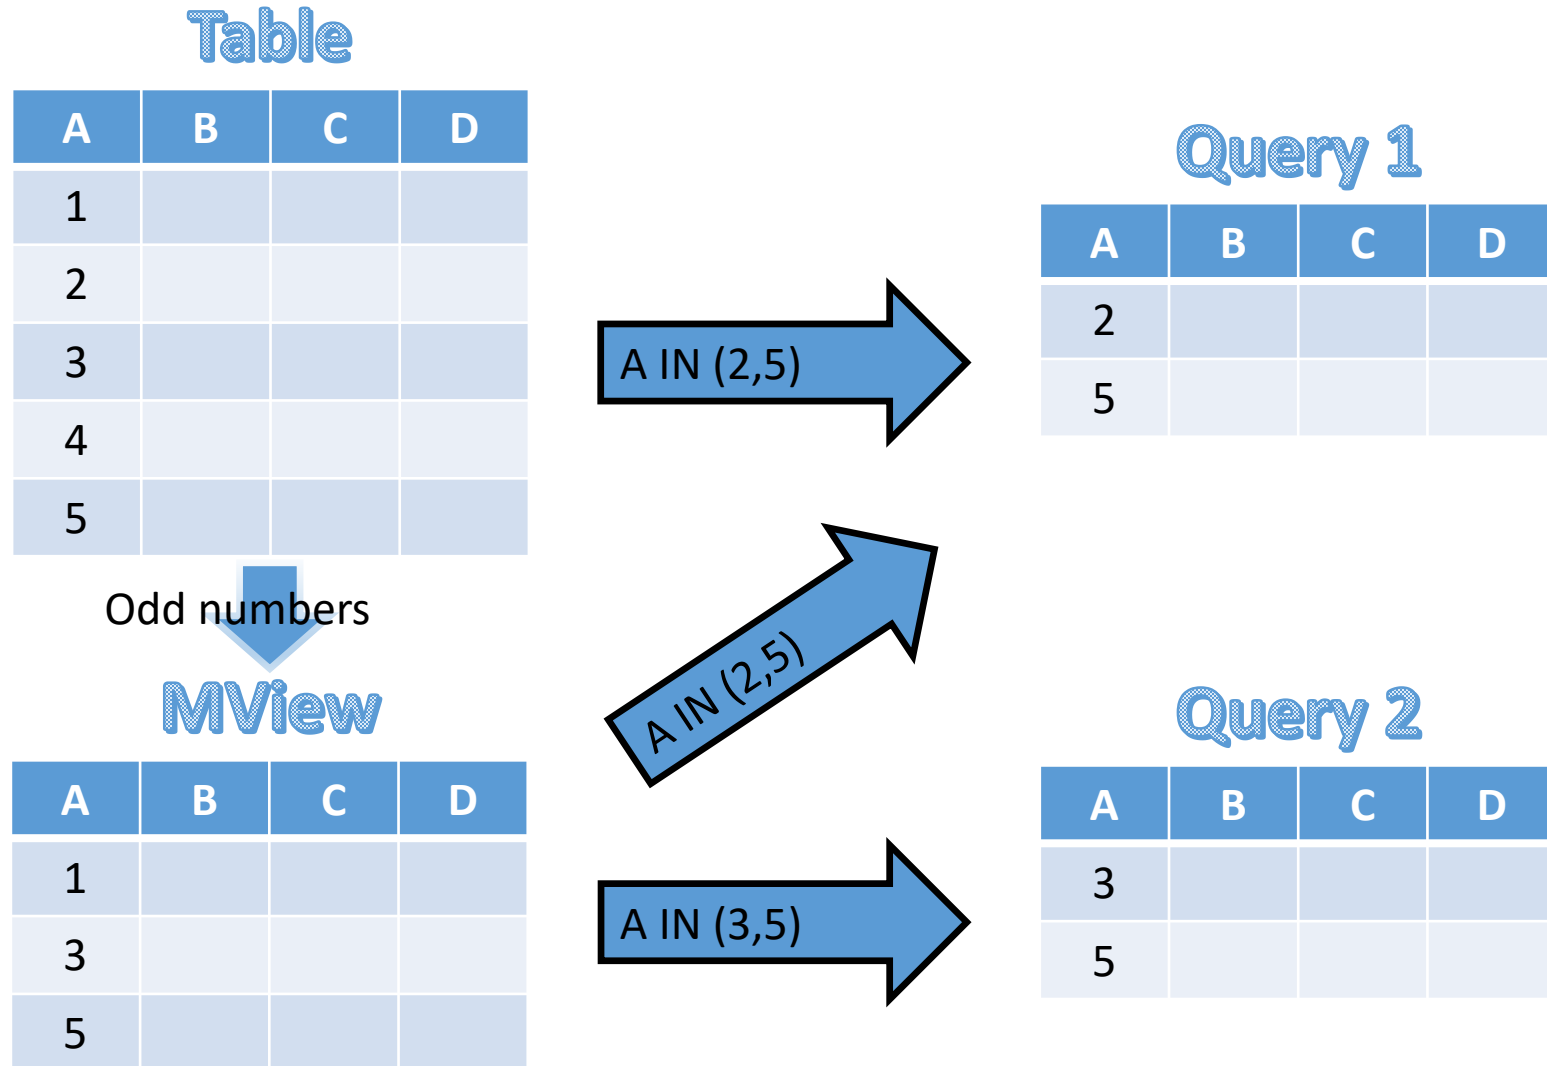 Table
A B C D
1
2
3
4
5
Odd numbers
MView
A B C D
1
3
5
A IN (2,5)
A IN (2,5)
A IN (3,5)
Query 1
A B C D
2
5
Query 2
A B C D
3
5